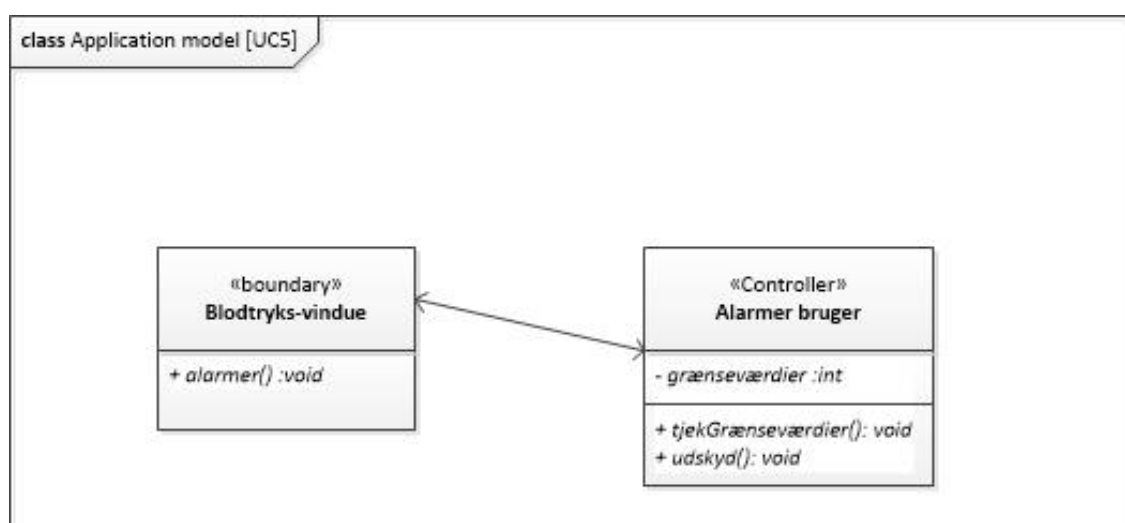 class Application model [UC5]
«boundary»
Blodtryks-vindue
+ alarmer() :void
«Controller»
Alarmer bruger
- grænseværdier :int
+ tjekGrænseværdier(): void
+ udskyd(): void